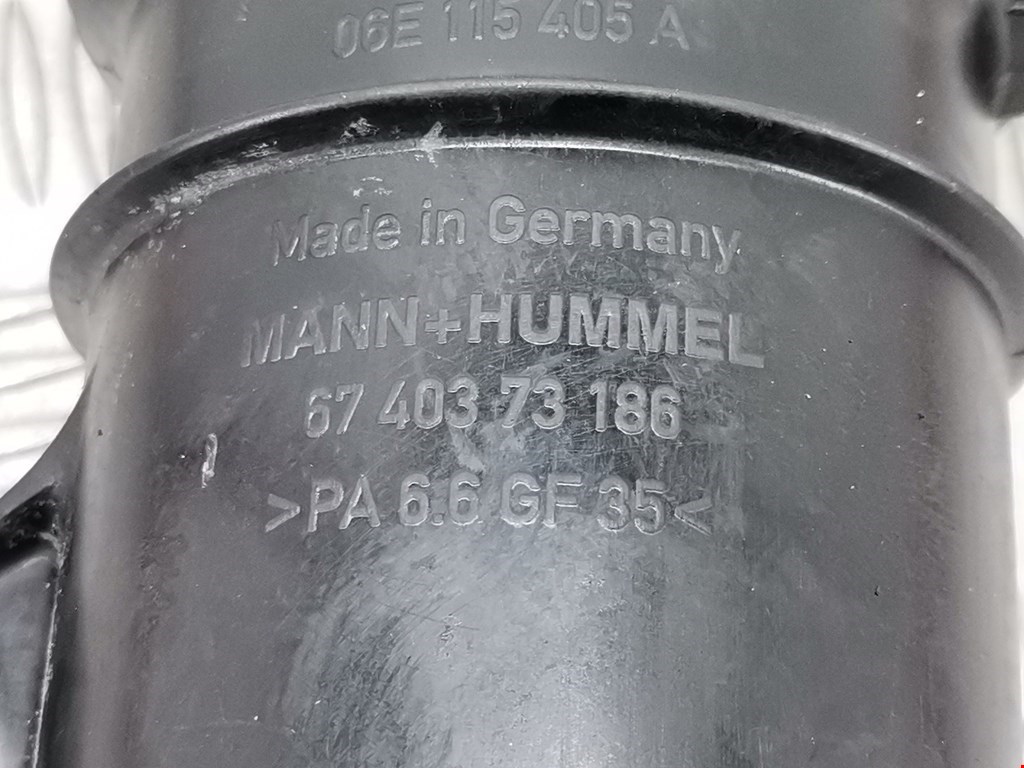 06E 115 405 A
Made in Germany
MANN+HUMMEL
67 403 73 186
>PA 6.6 GF 35<